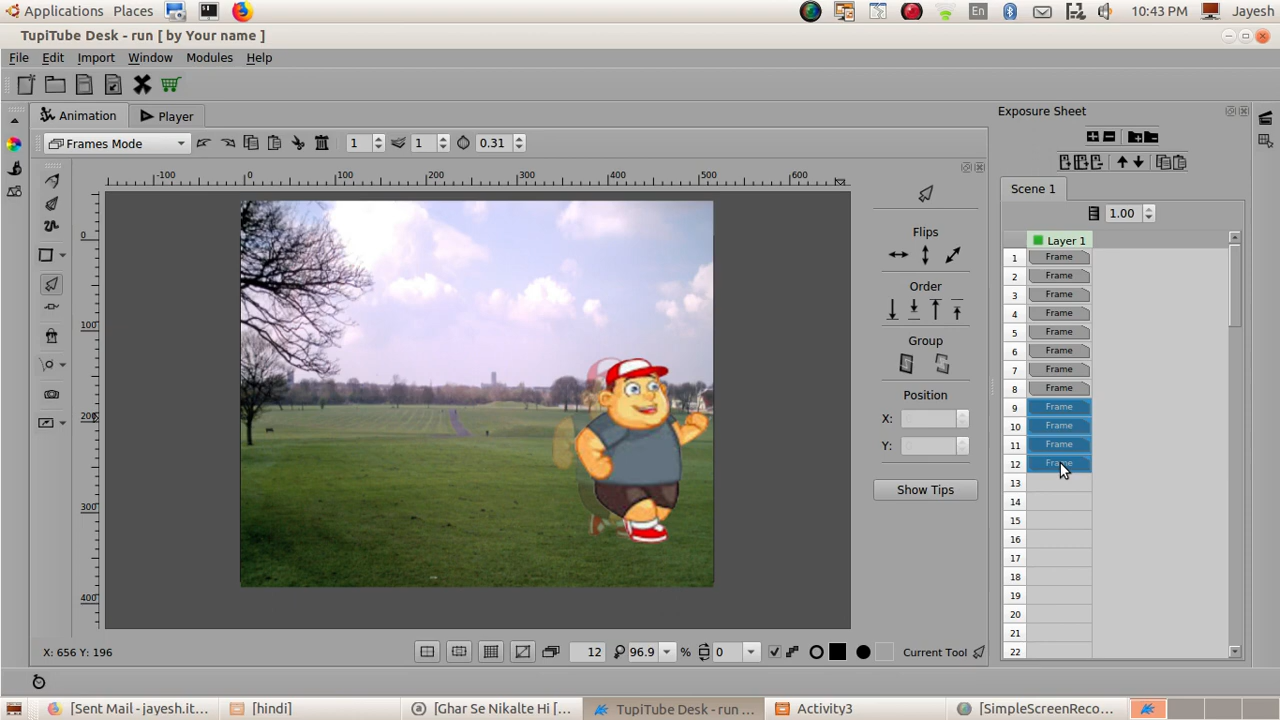 Applications Places En 10:43 PM Jayesh
TupiTube Desk - run [ by Your name ]
File Edit Import Window Modules Help
Exposure Sheet
Animation Player
Frames Mode 1 1 0.31
-100 0 100 200 300 400 500 600
Scene 1
1.00
Layer 1
1 Frame
2 Frame
3 Frame
4 Frame
5 Frame
6 Frame
7 Frame
8 Frame
9 Frame
10 Frame
11 Frame
12 Frame
13
14
15
16
17
18
19
20
21
22
0
100
200
300
400
Flips
Order
Group
Position
X:
Y:
Show Tips
X: 656 Y: 196 12 96.9 % 0 Current Tool
[Sent Mail - jayesh.it... [hindi] [Ghar Se Nikalte Hi [... TupiTube Desk - run ... Activity3 [SimpleScreenReco...